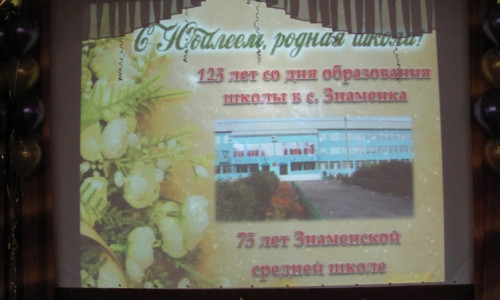 С Юбилеем, родная школа!
125 лет со дня образования
школы в с. Знаменка
75 лет Знаменской
средней школе